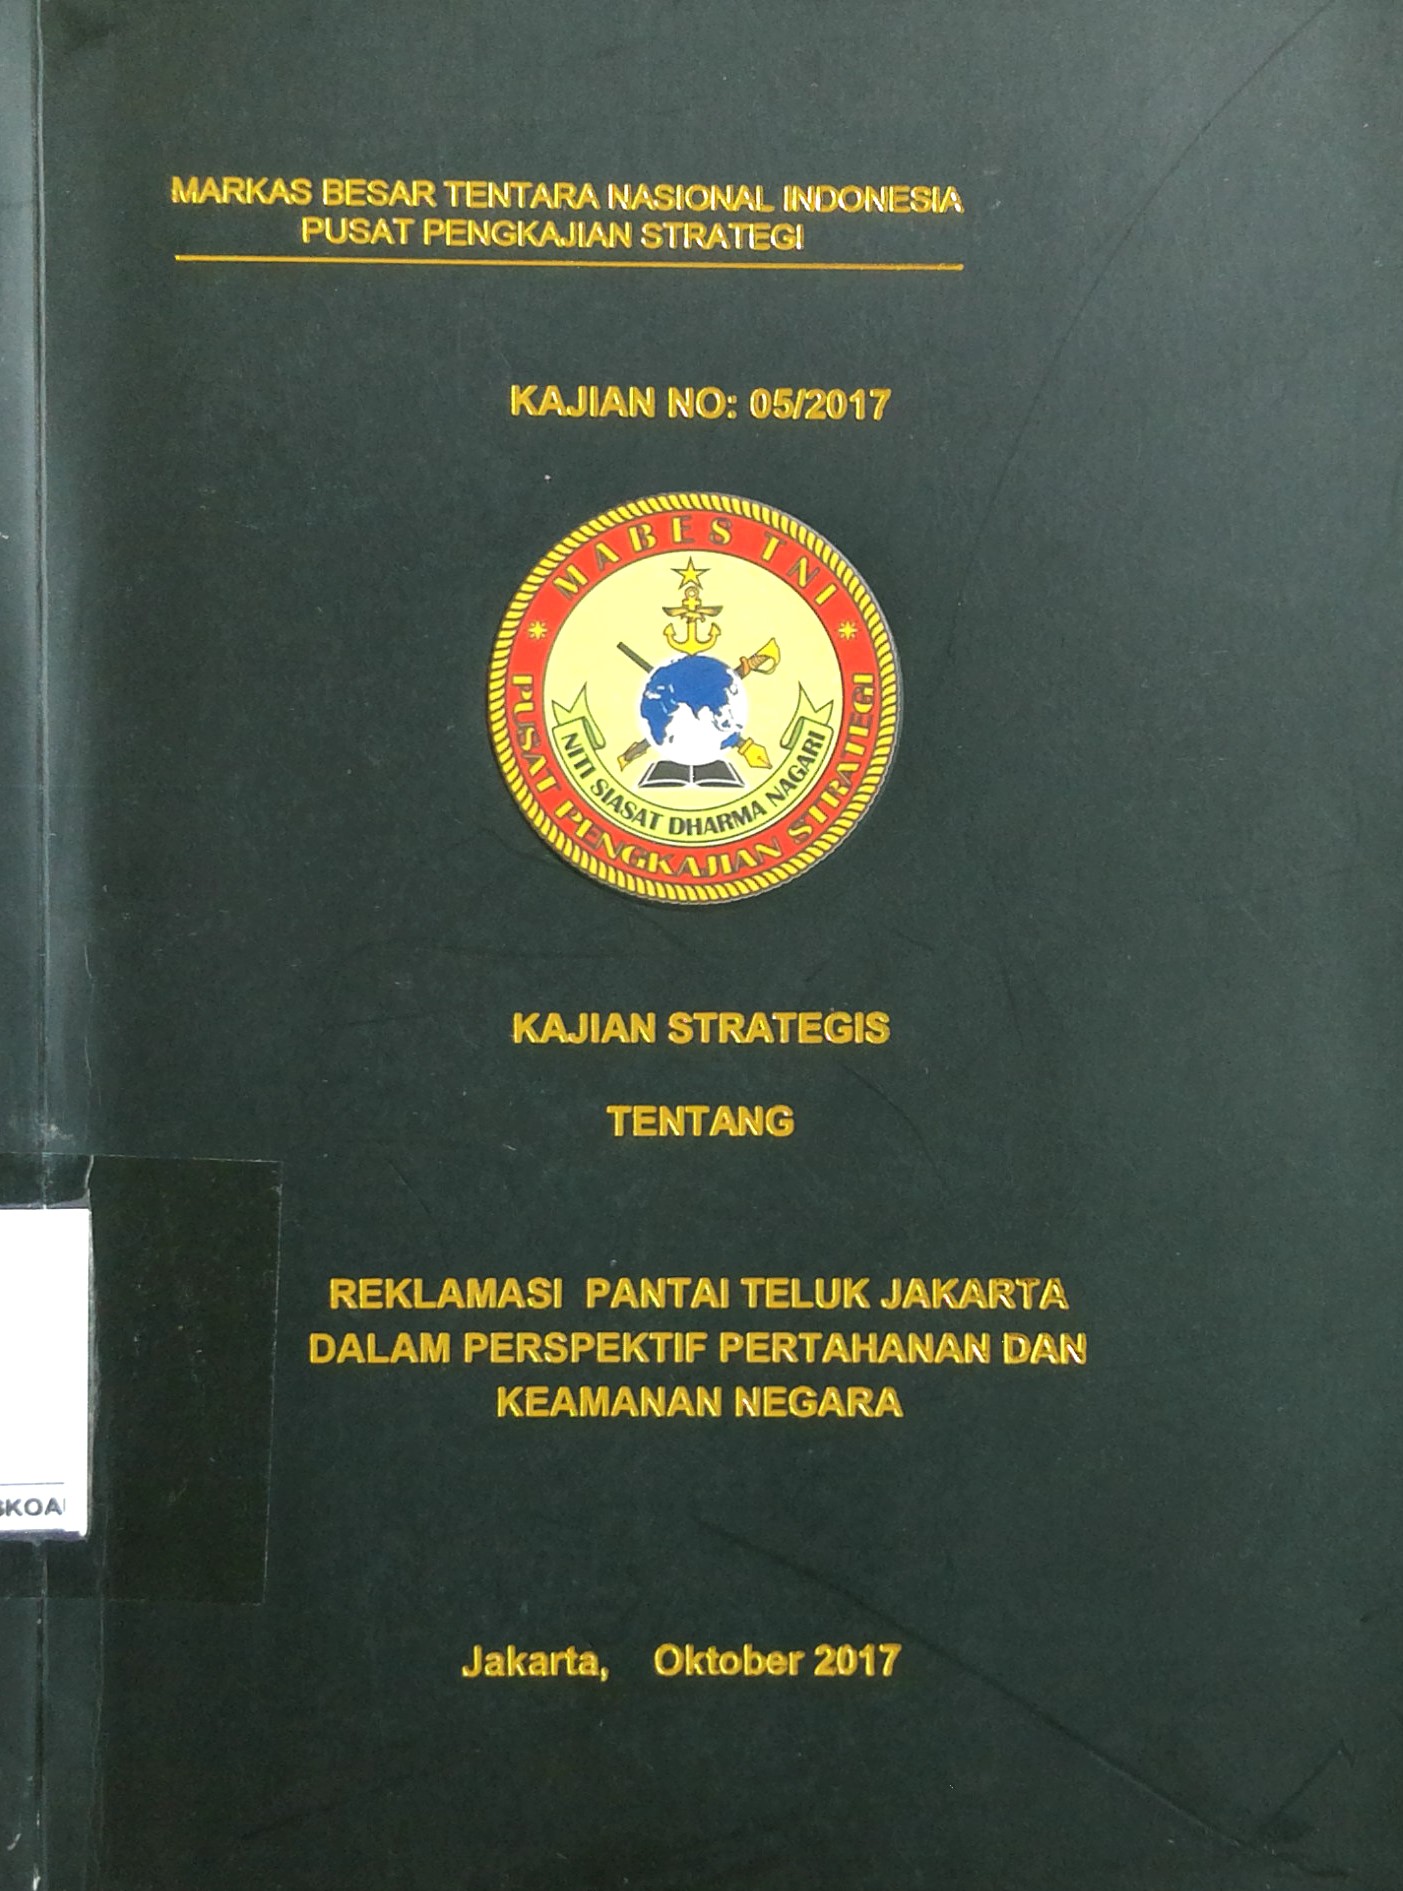 MARKAS BESAR TENTARA NASIONAL INDONESIA
PUSAT PENGKAJIAN STRATEGI
KAJIAN NO: 05/2017
MABES TNI
NITI SIASAT DHARMA NAGARI
PUSAT PENGKAJIAN STRATEGI
KAJIAN STRATEGIS
TENTANG
REKLAMASI PANTAI TELUK JAKARTA
DALAM PERSPEKTIF PERTAHANAN DAN
KEAMANAN NEGARA
Jakarta, Oktober 2017